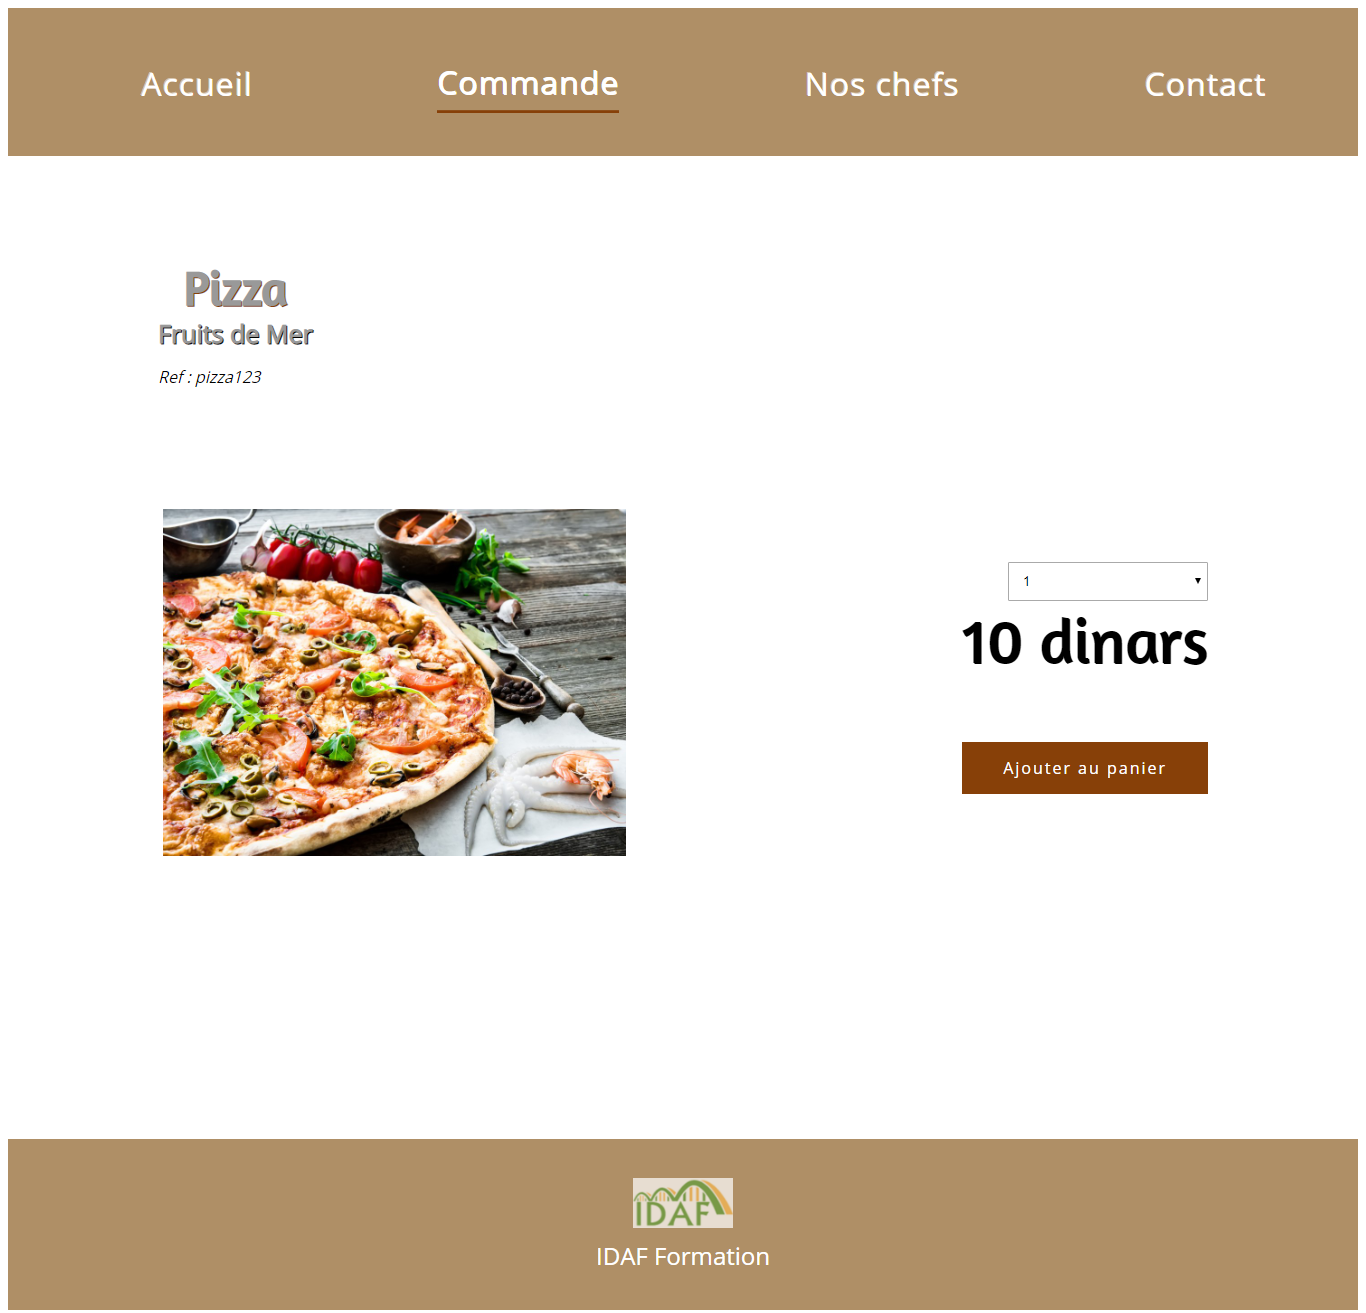 Accueil
Commande
Nos chefs
Contact
Pizza
Fruits de Mer
Ref : pizza123
1
10 dinars
Ajouter au panier
IDAF
IDAF Formation